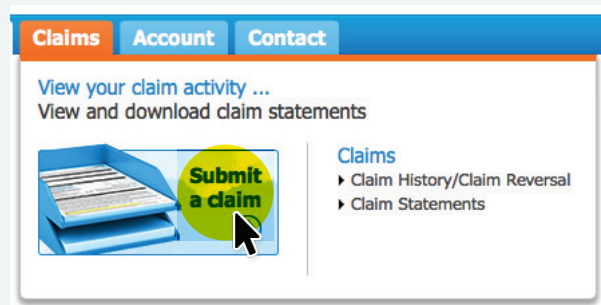 Claims Account Contact
View your claim activity ...
View and download claim statements
Submit
a claim
Claims
Claim History/Claim Reversal
Claim Statements